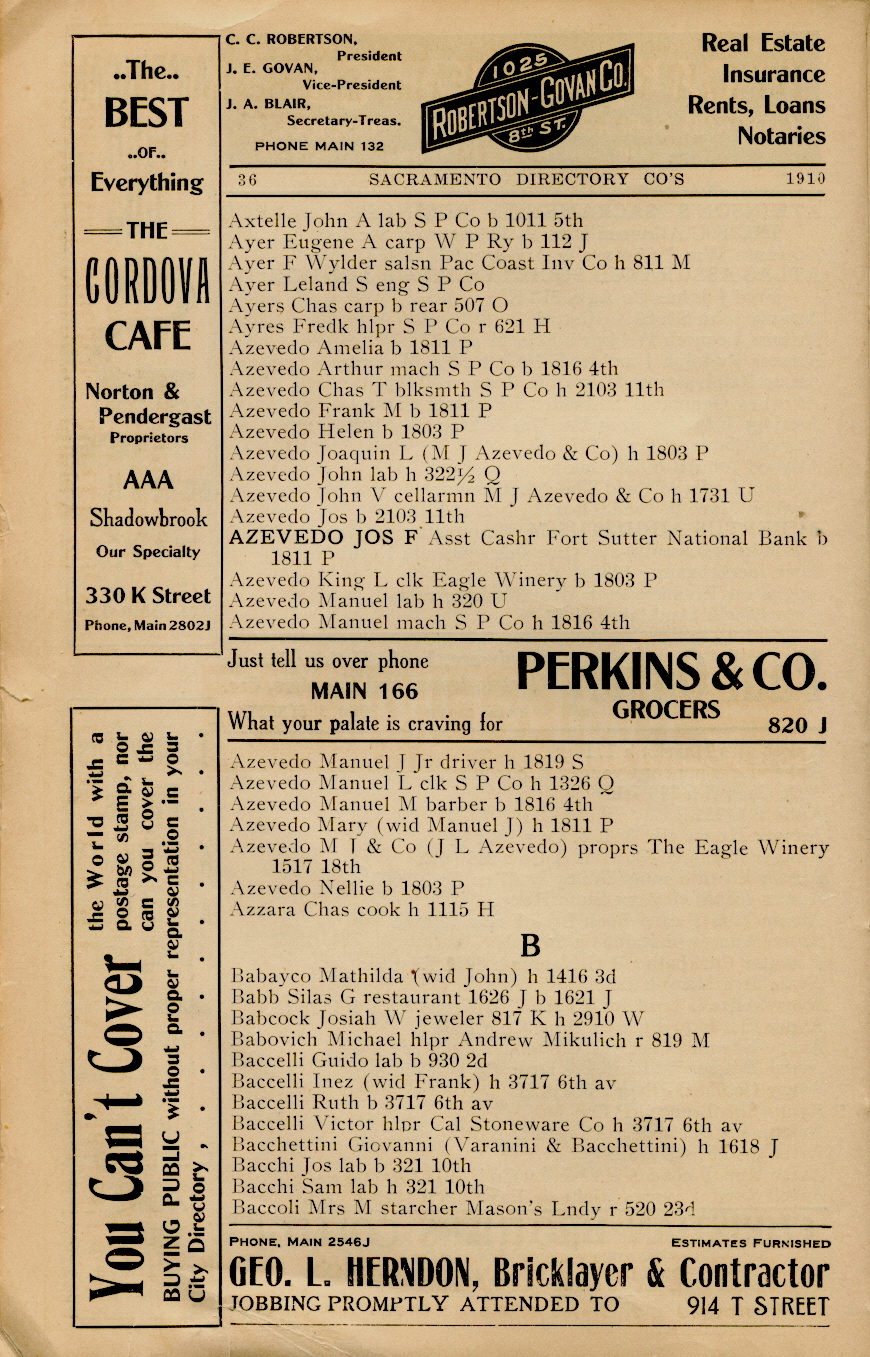 ..The..
BEST
..OF..
Everything
THE
CORDOVA
CAFE
Norton &
Pendergast
Proprietors
AAA
Shadowbrook
Our Specialty
330 K Street
Phone, Main 2802J
C. C. ROBERTSON,
President
J. E. GOVAN,
Vice-President
J. A. BLAIR,
Secretary-Treas.
PHONE MAIN 132
1025
ROBERTSON-GOVAN CO.
8th ST.
Real Estate
Insurance
Rents, Loans
Notaries
36 SACRAMENTO DIRECTORY CO'S 1910
Axtelle John A lab S P Co b 1011 5th
Ayer Eugene A carp W P Ry b 112 J
Ayer F Wylder salsn Pac Coast Inv Co h 811 M
Ayer Leland S eng S P Co
Ayers Chas carp b rear 507 O
Ayres Fredk hlpr S P Co r 621 H
Azevedo Amelia b 1811 P
Azevedo Arthur mach S P Co b 1816 4th
Azevedo Chas T blksmth S P Co h 2103 11th
Azevedo Frank M b 1811 P
Azevedo Helen b 1803 P
Azevedo Joaquin L (M J Azevedo & Co) h 1803 P
Azevedo John lab h 322½ Q
Azevedo John V cellarmn M J Azevedo & Co h 1731 U
Azevedo Jos b 2103 11th
AZEVEDO JOS F Asst Cashr Fort Sutter National Bank b
1811 P
Azevedo King L clk Eagle Winery b 1803 P
Azevedo Manuel lab h 320 U
Azevedo Manuel mach S P Co h 1816 4th
Just tell us over phone
MAIN 166
What your palate is craving for
PERKINS & CO.
GROCERS
820 J
Azevedo Manuel J Jr driver h 1819 S
Azevedo Manuel L clk S P Co h 1326 Q
Azevedo Manuel M barber b 1816 4th
Azevedo Mary (wid Manuel J) h 1811 P
Azevedo M J & Co (J L Azevedo) proprs The Eagle Winery
1517 18th
Azevedo Nellie b 1803 P
Azzara Chas cook h 1115 H
B
Babayco Mathilda (wid John) h 1416 3d
Babb Silas G restaurant 1626 J b 1621 J
Babcock Josiah W jeweler 817 K h 2910 W
Babovich Michael hlpr Andrew Mikulich r 819 M
Baccelli Guido lab b 930 2d
Baccelli Inez (wid Frank) h 3717 6th av
Baccelli Ruth b 3717 6th av
Baccelli Victor hlpr Cal Stoneware Co h 3717 6th av
Bacchettini Giovanni (Varanini & Bacchettini) h 1618 J
Bacchi Jos lab b 321 10th
Bacchi Sam lab h 321 10th
Baccoli Mrs M starcher Mason's Lndy r 520 23d
You Can't Cover
the World with a
postage stamp, nor
can you cover the
BUYING PUBLIC without proper representation in your
City Directory , . . . . . . . . . .
PHONE, MAIN 2546J ESTIMATES FURNISHED
GEO. L. HERNDON, Bricklayer & Contractor
JOBBING PROMPTLY ATTENDED TO 914 T STREET